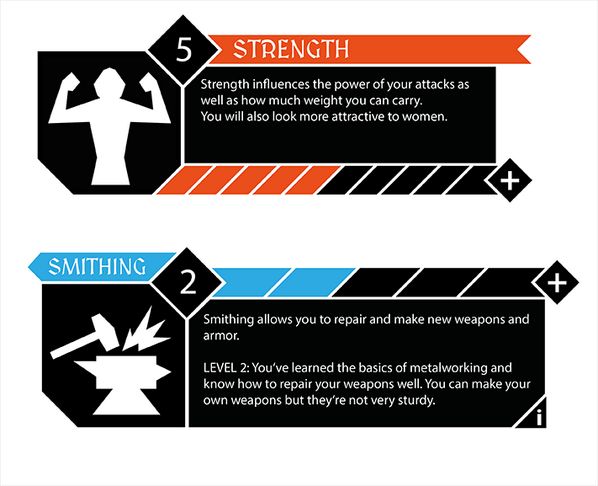 5
STRENGTH
Strength influences the power of your attacks as
well as how much weight you can carry.
You will also look more attractive to women.
+
SMITHING
2
+
Smithing allows you to repair and make new weapons and
armor.
LEVEL 2: You've learned the basics of metalworking and
know how to repair your weapons well. You can make your
own weapons but they're not very sturdy.
i